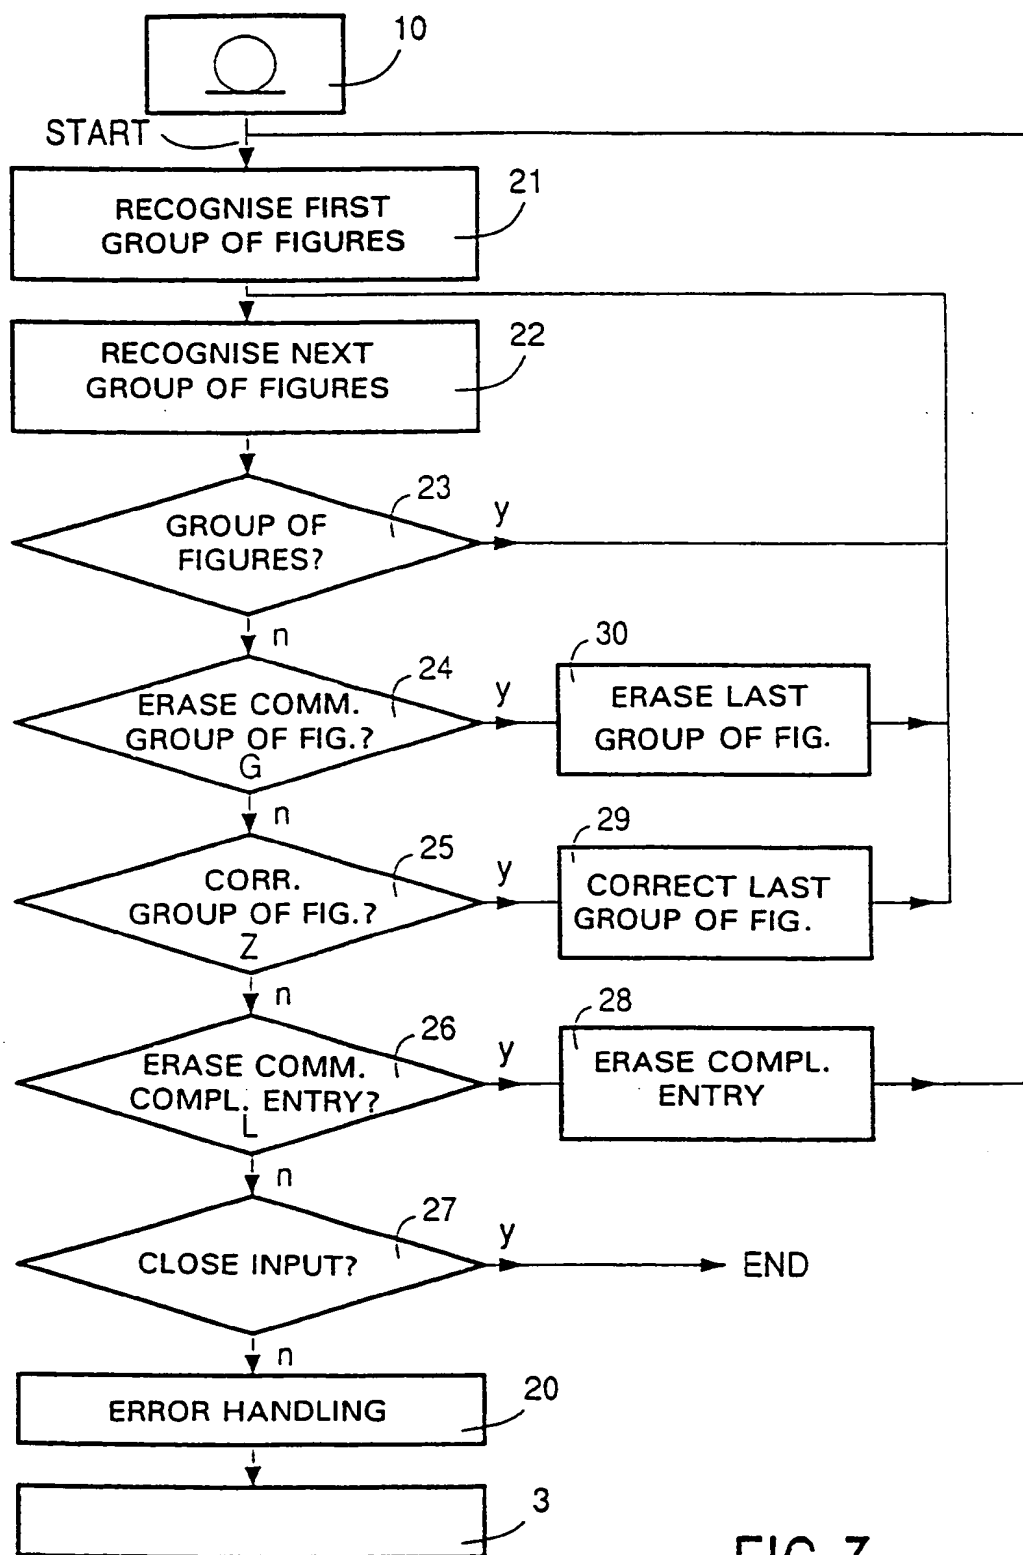 10
START
21
RECOGNISE FIRST
GROUP OF FIGURES
22
RECOGNISE NEXT
GROUP OF FIGURES
23
y
GROUP OF
FIGURES?
n
24
y
30
ERASE COMM.
GROUP OF FIG.?
G
ERASE LAST
GROUP OF FIG.
n
25
y
29
CORR.
GROUP OF FIG.?
Z
CORRECT LAST
GROUP OF FIG.
n
26
y
28
ERASE COMM.
COMPL. ENTRY?
L
ERASE COMPL.
ENTRY
n
27
y
CLOSE INPUT?
END
n
20
ERROR HANDLING
3